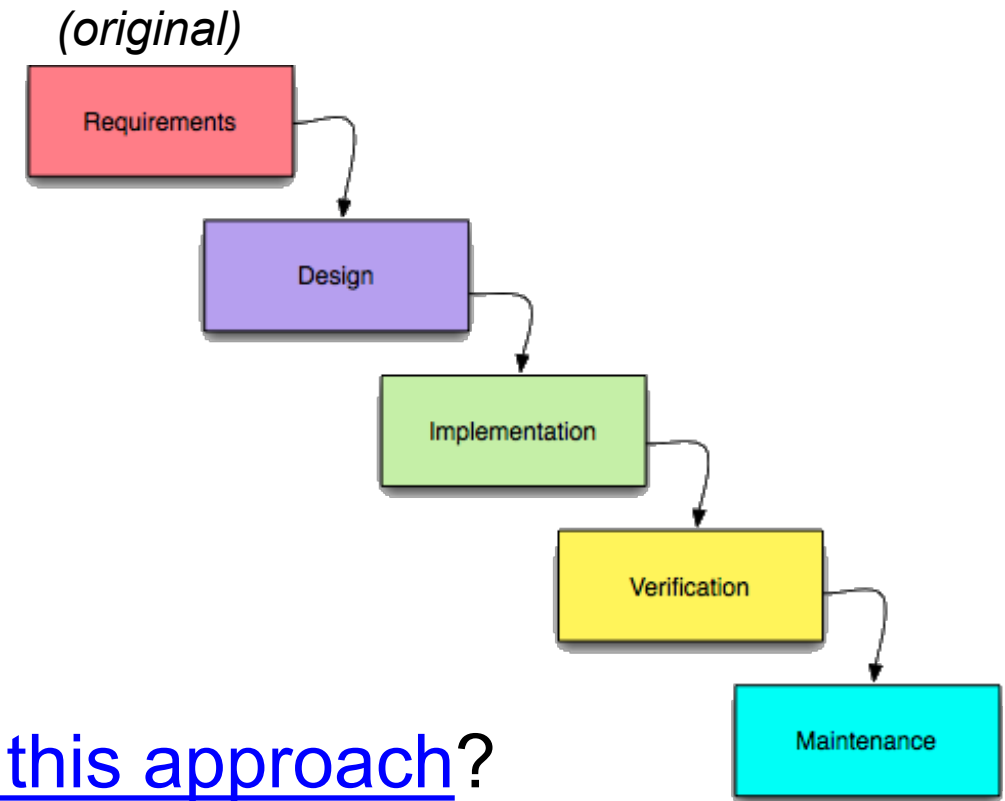 (original)
Requirements
Design
Implementation
Verification
Maintenance
this approach?